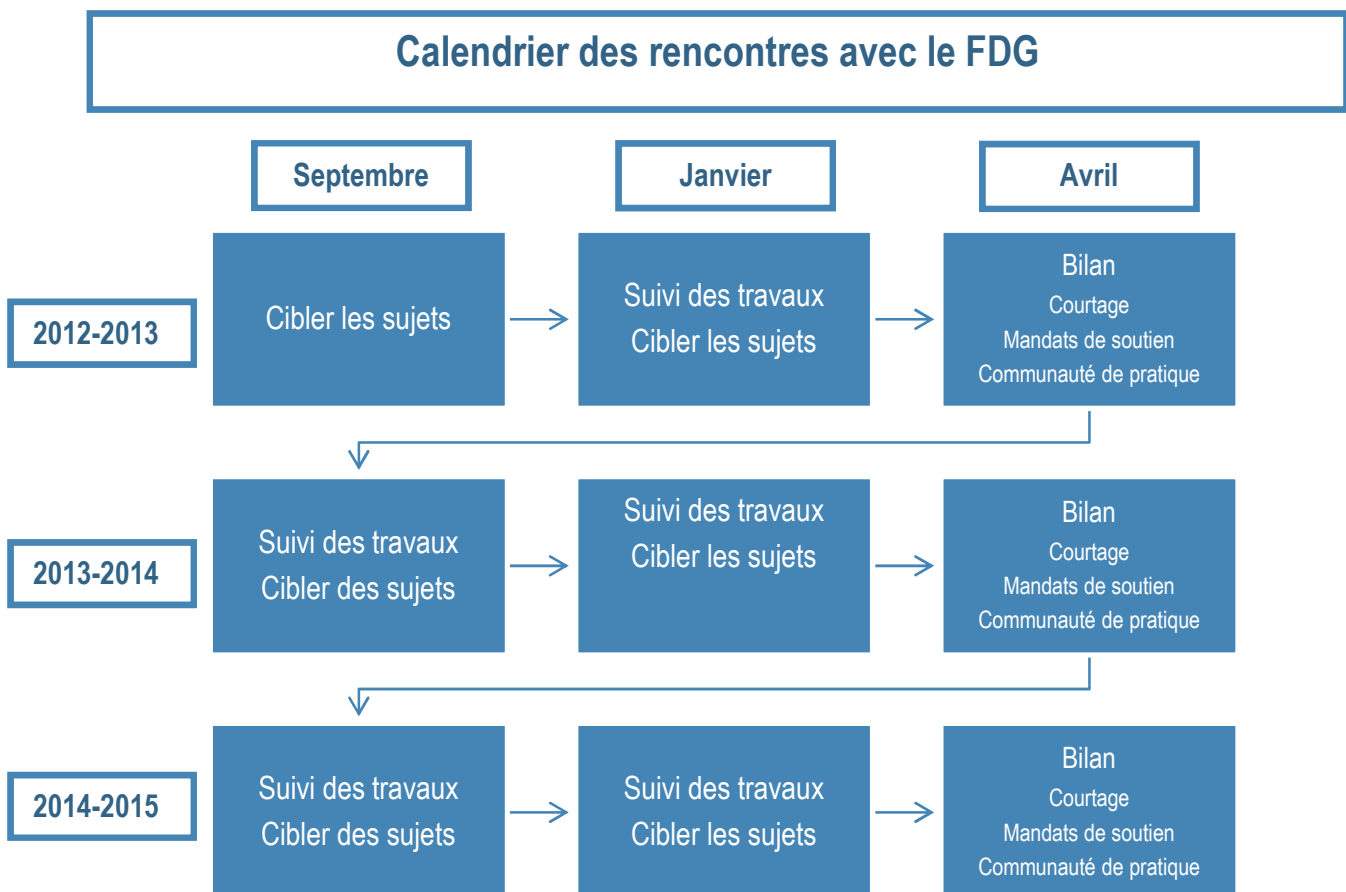 Calendrier des rencontres avec le FDG
Septembre
Janvier
Avril
2012-2013
Cibler les sujets
Suivi des travaux
Cibler les sujets
Bilan
Courtage
Mandats de soutien
Communauté de pratique
2013-2014
Suivi des travaux
Cibler des sujets
Suivi des travaux
Cibler les sujets
Bilan
Courtage
Mandats de soutien
Communauté de pratique
2014-2015
Suivi des travaux
Cibler des sujets
Suivi des travaux
Cibler les sujets
Bilan
Courtage
Mandats de soutien
Communauté de pratique